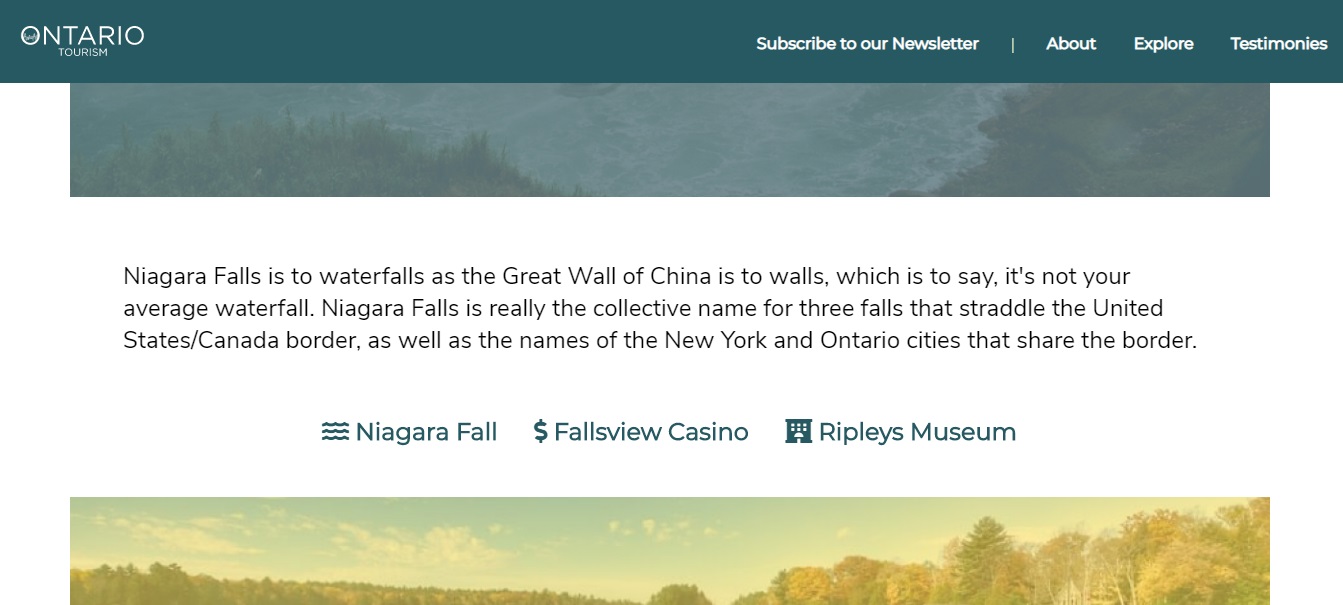 ONTARIO
TOURISM
Subscribe to our Newsletter | About Explore Testimonies
Niagara Falls is to waterfalls as the Great Wall of China is to walls, which is to say, it's not your
average waterfall. Niagara Falls is really the collective name for three falls that straddle the United
States/Canada border, as well as the names of the New York and Ontario cities that share the border.
Niagara Fall $ Fallsview Casino Ripleys Museum